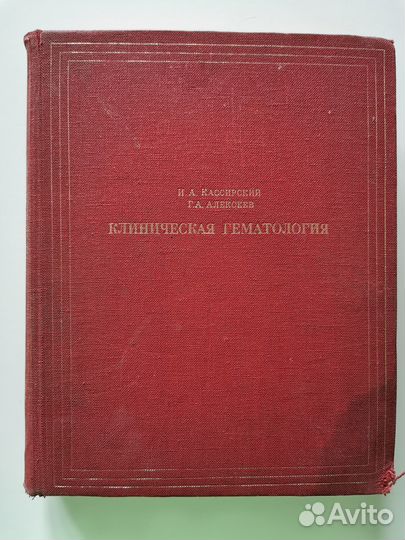 И. А. КАССИРСКИЙ
Г. А. АЛЕКСЕЕВ
КЛИНИЧЕСКАЯ ГЕМАТОЛОГИЯ
Avito